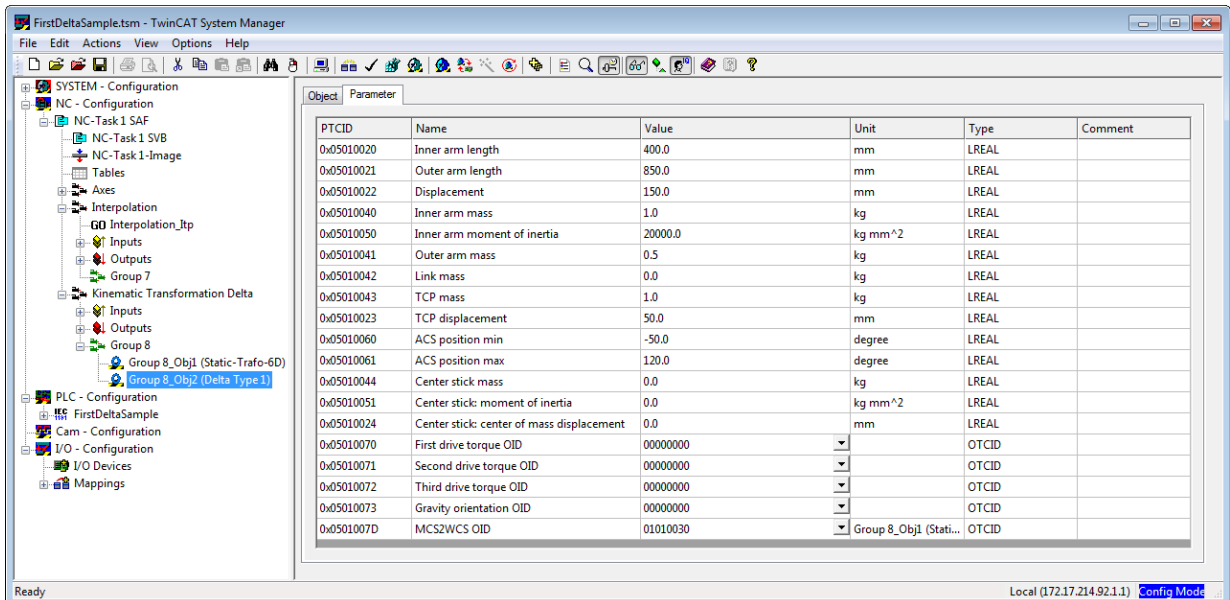 FirstDeltaSample.tsm - TwinCAT System Manager
File Edit Actions View Options Help
SYSTEM - Configuration
NC - Configuration
NC-Task 1 SAF
NC-Task 1 SVB
NC-Task 1-Image
Tables
Axes
Interpolation
GO Interpolation_Itp
Inputs
Outputs
Group 7
Kinematic Transformation Delta
Inputs
Outputs
Group 8
Group 8_Obj1 (Static-Trafo-6D)
Group 8_Obj2 (Delta Type 1)
PLC - Configuration
IEC 1131 FirstDeltaSample
Cam - Configuration
I/O - Configuration
I/O Devices
Mappings
Object Parameter
PTCID Name Value Unit Type Comment
0x05010020 Inner arm length 400.0 mm LREAL
0x05010021 Outer arm length 850.0 mm LREAL
0x05010022 Displacement 150.0 mm LREAL
0x05010040 Inner arm mass 1.0 kg LREAL
0x05010050 Inner arm moment of inertia 20000.0 kg mm^2 LREAL
0x05010041 Outer arm mass 0.5 kg LREAL
0x05010042 Link mass 0.0 kg LREAL
0x05010043 TCP mass 1.0 kg LREAL
0x05010023 TCP displacement 50.0 mm LREAL
0x05010060 ACS position min -50.0 degree LREAL
0x05010061 ACS position max 120.0 degree LREAL
0x05010044 Center stick mass 0.0 kg LREAL
0x05010051 Center stick: moment of inertia 0.0 kg mm^2 LREAL
0x05010024 Center stick: center of mass displacement 0.0 mm LREAL
0x05010070 First drive torque OID 00000000 OTCID
0x05010071 Second drive torque OID 00000000 OTCID
0x05010072 Third drive torque OID 00000000 OTCID
0x05010073 Gravity orientation OID 00000000 OTCID
0x0501007D MCS2WCS OID 01010030 Group 8_Obj1 (Stati... OTCID
Ready Local (172.17.214.92.1.1) Config Mode